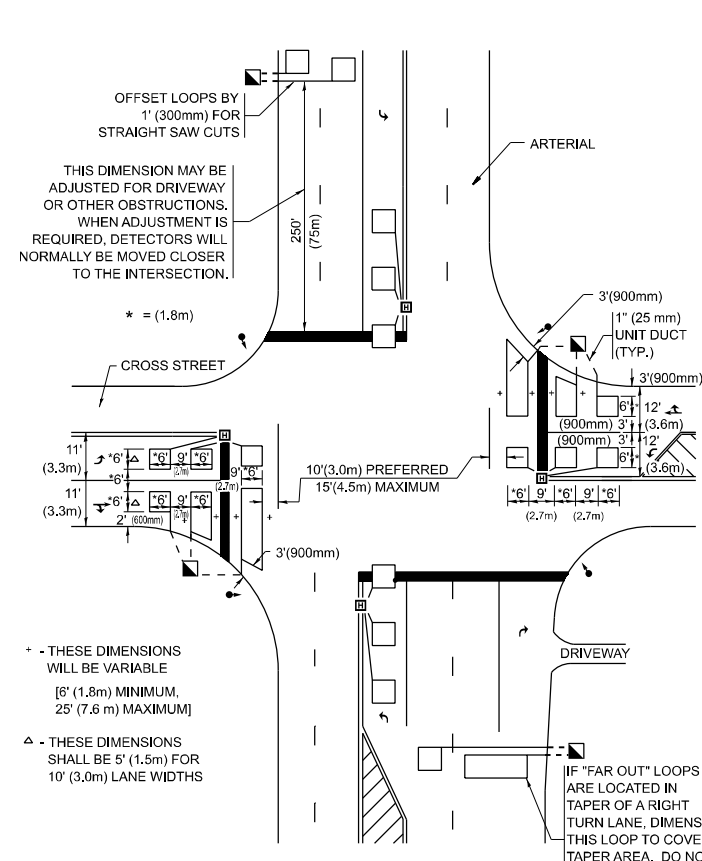 OFFSET LOOPS BY
1' (300mm) FOR
STRAIGHT SAW CUTS
ARTERIAL
THIS DIMENSION MAY BE
ADJUSTED FOR DRIVEWAY
OR OTHER OBSTRUCTIONS.
WHEN ADJUSTMENT IS
REQUIRED, DETECTORS WILL
NORMALLY BE MOVED CLOSER
TO THE INTERSECTION.
250'
(75m)
* = (1.8m)
H
3'(900mm)
1" (25 mm)
UNIT DUCT
(TYP.)
CROSS STREET
3'(900mm)
6'*
12'
(3.6m)
(900mm) 3'
(900mm) 3'
6'*
12'
(3.6m)
H
11'
(3.3m)
*6'
*6' 9' *6'
(2.7m)
9' *6'
(2.7m)
*6'
11'
(3.3m)
*6'
*6' 9' *6'
(2.7m)
2' (600mm)
10'(3.0m) PREFERRED
15'(4.5m) MAXIMUM
H
*6' 9' *6' 9' *6'
(2.7m) (2.7m)
3'(900mm)
H
+ - THESE DIMENSIONS
WILL BE VARIABLE
[6' (1.8m) MINIMUM,
25' (7.6 m) MAXIMUM]
DRIVEWAY
Δ - THESE DIMENSIONS
SHALL BE 5' (1.5m) FOR
10' (3.0m) LANE WIDTHS
IF "FAR OUT" LOOPS
ARE LOCATED IN
TAPER OF A RIGHT
TURN LANE, DIMENS
THIS LOOP TO COVE
TAPER AREA. DO NO